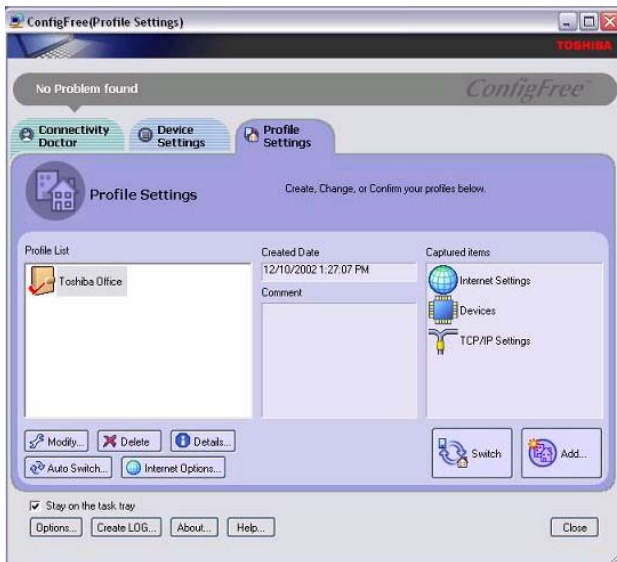 ConfigFree(Profile Settings)
TOSHIBA
No Problem found
ConfigFree™
Connectivity
Doctor
Device
Settings
Profile
Settings
Profile Settings
Create, Change, or Confirm your profiles below.
Profile List
Toshiba Office
Created Date
12/10/2002 1:27:07 PM
Comment
Captured items
Internet Settings
Devices
TCP/IP Settings
Modify...
Delete
Details...
Auto Switch...
Internet Options...
Switch
Add...
Stay on the task tray
Options...
Create LOG...
About...
Help...
Close